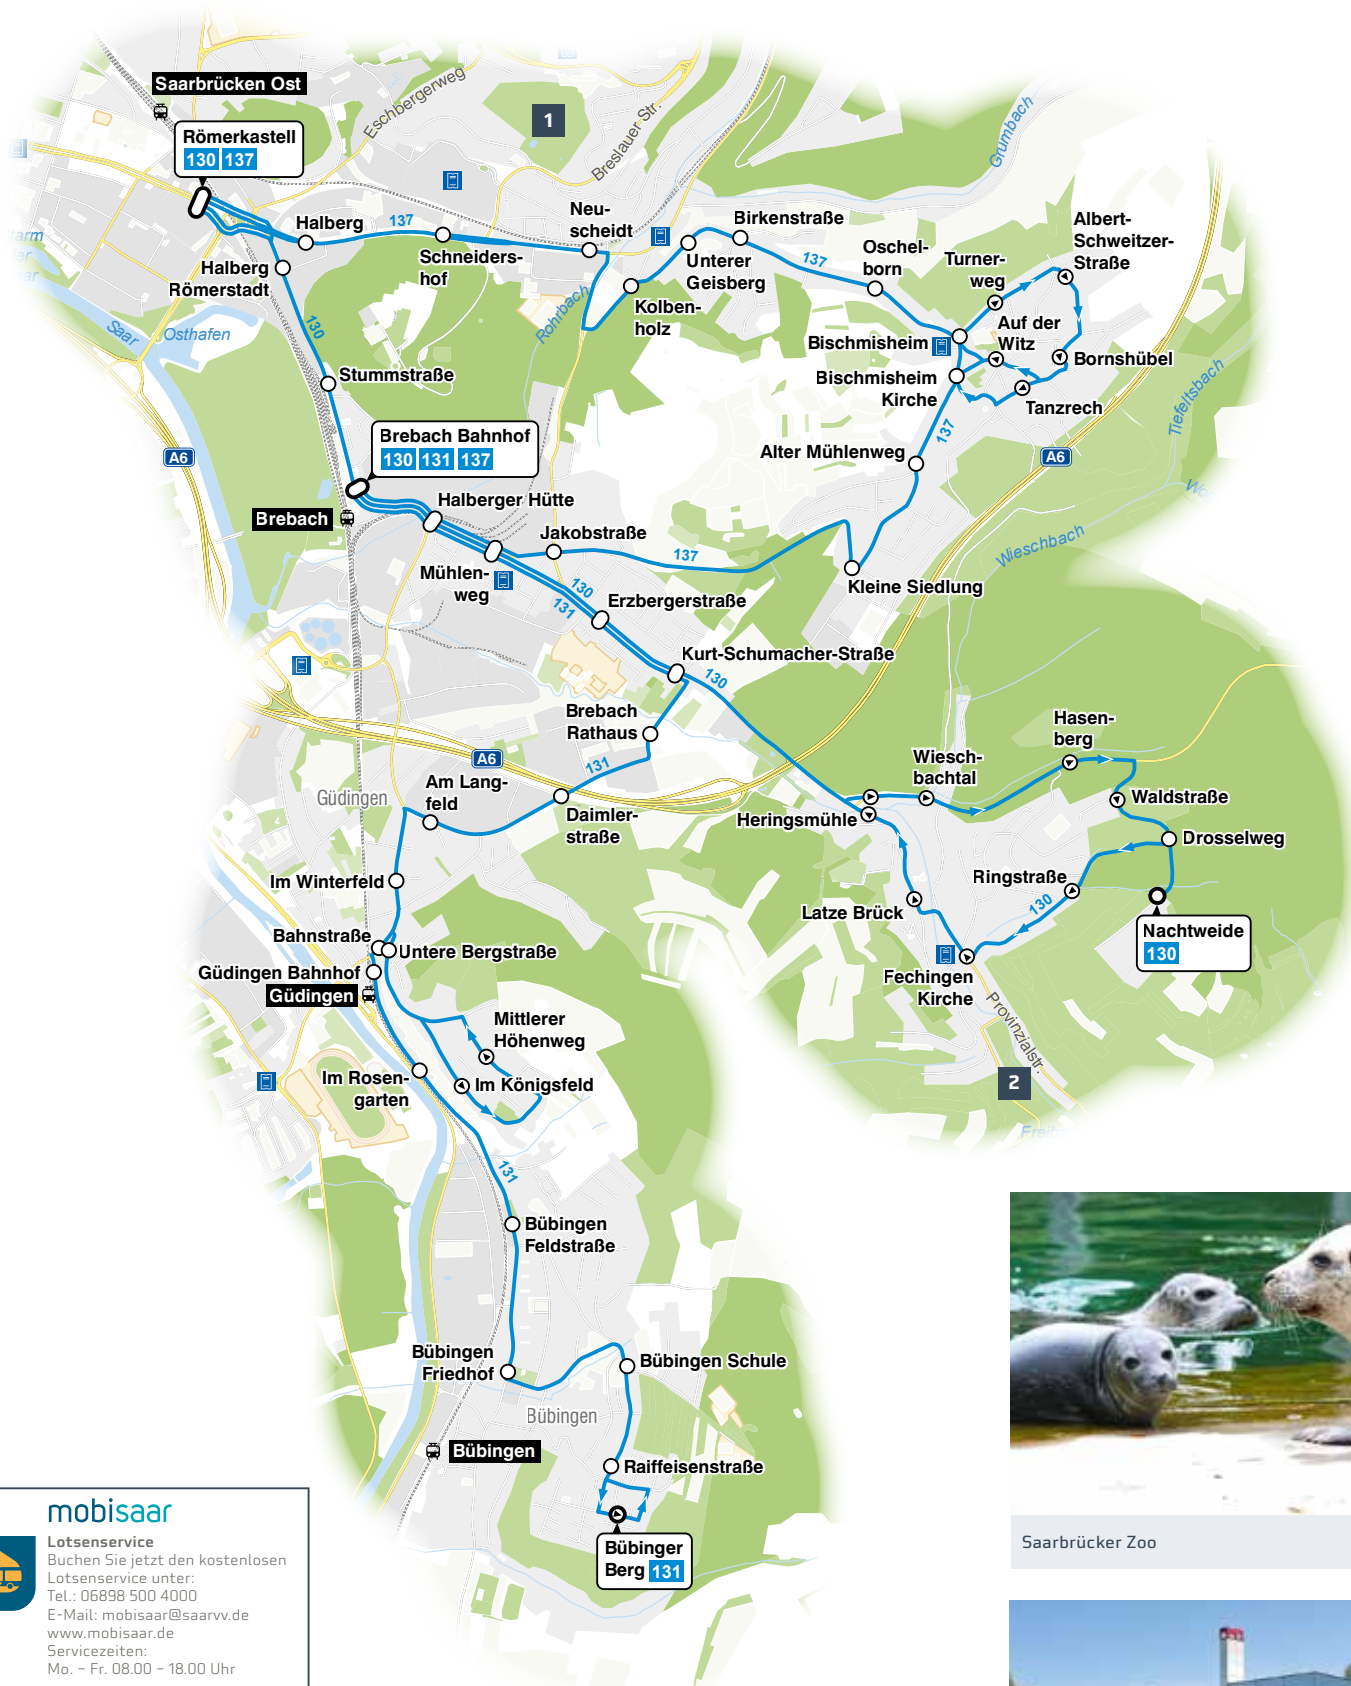 Saarbrücken Ost
Römerkastell
130 137
Eschbergerweg
1
Breslauer Str.
Grumbach
Halberg
137
Schneiders-
hof
Neu-
scheidt
Birkenstraße
Unterer
Geisberg
137
Oschel-
born
Turner-
weg
Albert-
Schweitzer-
Straße
Halberg
Römerstadt
Saar
Osthafen
130
Rohrbach
Kolben-
holz
Auf der
Witz
Bischmisheim
Bornshübel
Bischmisheim
Kirche
Tanzrech
Tiefeltsbach
Stummstraße
A6
Brebach Bahnhof
130 131 137
137
Alter Mühlenweg
A6
Halberger Hütte
Brebach
Jakobstraße
137
Wieschbach
Mühlen-
weg
130
131
Erzbergerstraße
Kleine Siedlung
Kurt-Schumacher-Straße
130
Brebach
Rathaus
Hasen-
berg
A6
131
Wiesch-
bachtal
Am Lang-
feld
Güdingen
Waldstraße
Daimler-
straße
Heringsmühle
Drosselweg
Im Winterfeld
Ringstraße
130
Latze Brück
Nachtweide
130
Bahnstraße
Untere Bergstraße
Güdingen Bahnhof
Güdingen
Fechingen
Kirche
Provinzialstr.
Mittlerer
Höhenweg
Im Rosen-
garten
Im Königsfeld
2
131
Bübingen
Feldstraße
Bübingen
Friedhof
Bübingen Schule
Bübingen
Bübingen
Raiffeisenstraße
Bübinger
Berg 131
mobisaar
Lotsenservice
Buchen Sie jetzt den kostenlosen
Lotsenservice unter:
Tel.: 06898 500 4000
E-Mail: mobisaar@saarvv.de
www.mobisaar.de
Servicezeiten:
Mo. – Fr. 08.00 – 18.00 Uhr
Saarbrücker Zoo